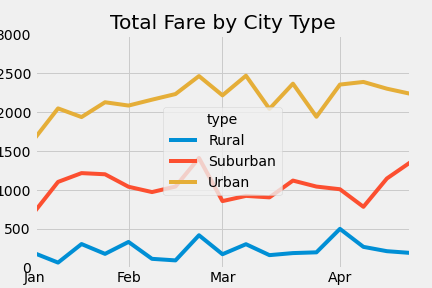 Total Fare by City Type
3000
2500
2000
1500
1000
500
0
type
Rural
Suburban
Urban
Jan Feb Mar Apr